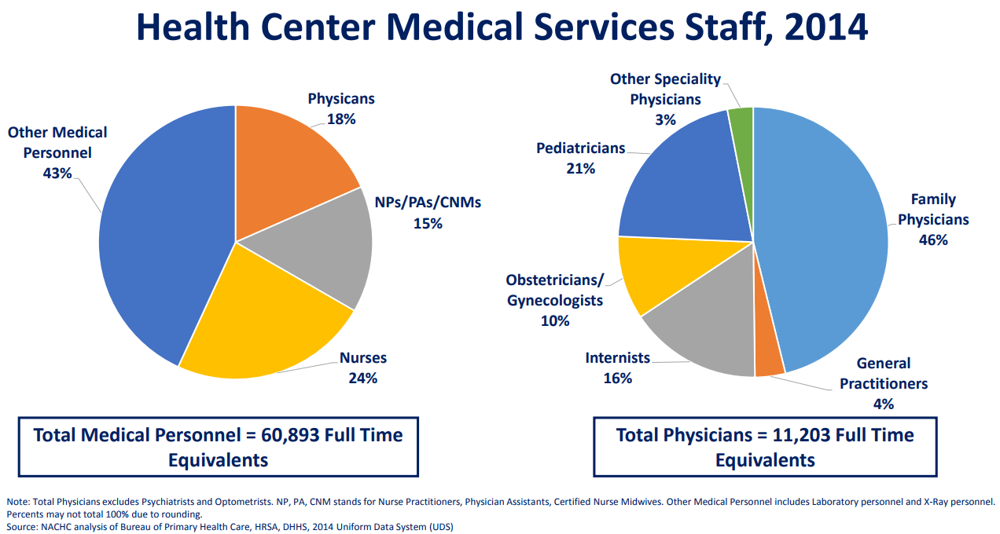 Health Center Medical Services Staff, 2014
Physicans
18%
Other Medical
Personnel
43%
NPs/PAs/CNMs
15%
Nurses
24%
Total Medical Personnel = 60,893 Full Time
Equivalents
Other Speciality
Physicians
3%
Pediatricians
21%
Family
Physicians
46%
Obstetricians/
Gynecologists
10%
Internists
16%
General
Practitioners
4%
Total Physicians = 11,203 Full Time
Equivalents
Note: Total Physicians excludes Psychiatrists and Optometrists. NP, PA, CNM stands for Nurse Practitioners, Physician Assistants, Certified Nurse Midwives. Other Medical Personnel includes Laboratory personnel and X-Ray personnel.
Percents may not total 100% due to rounding.
Source: NACHC analysis of Bureau of Primary Health Care, HRSA, DHHS, 2014 Uniform Data System (UDS)